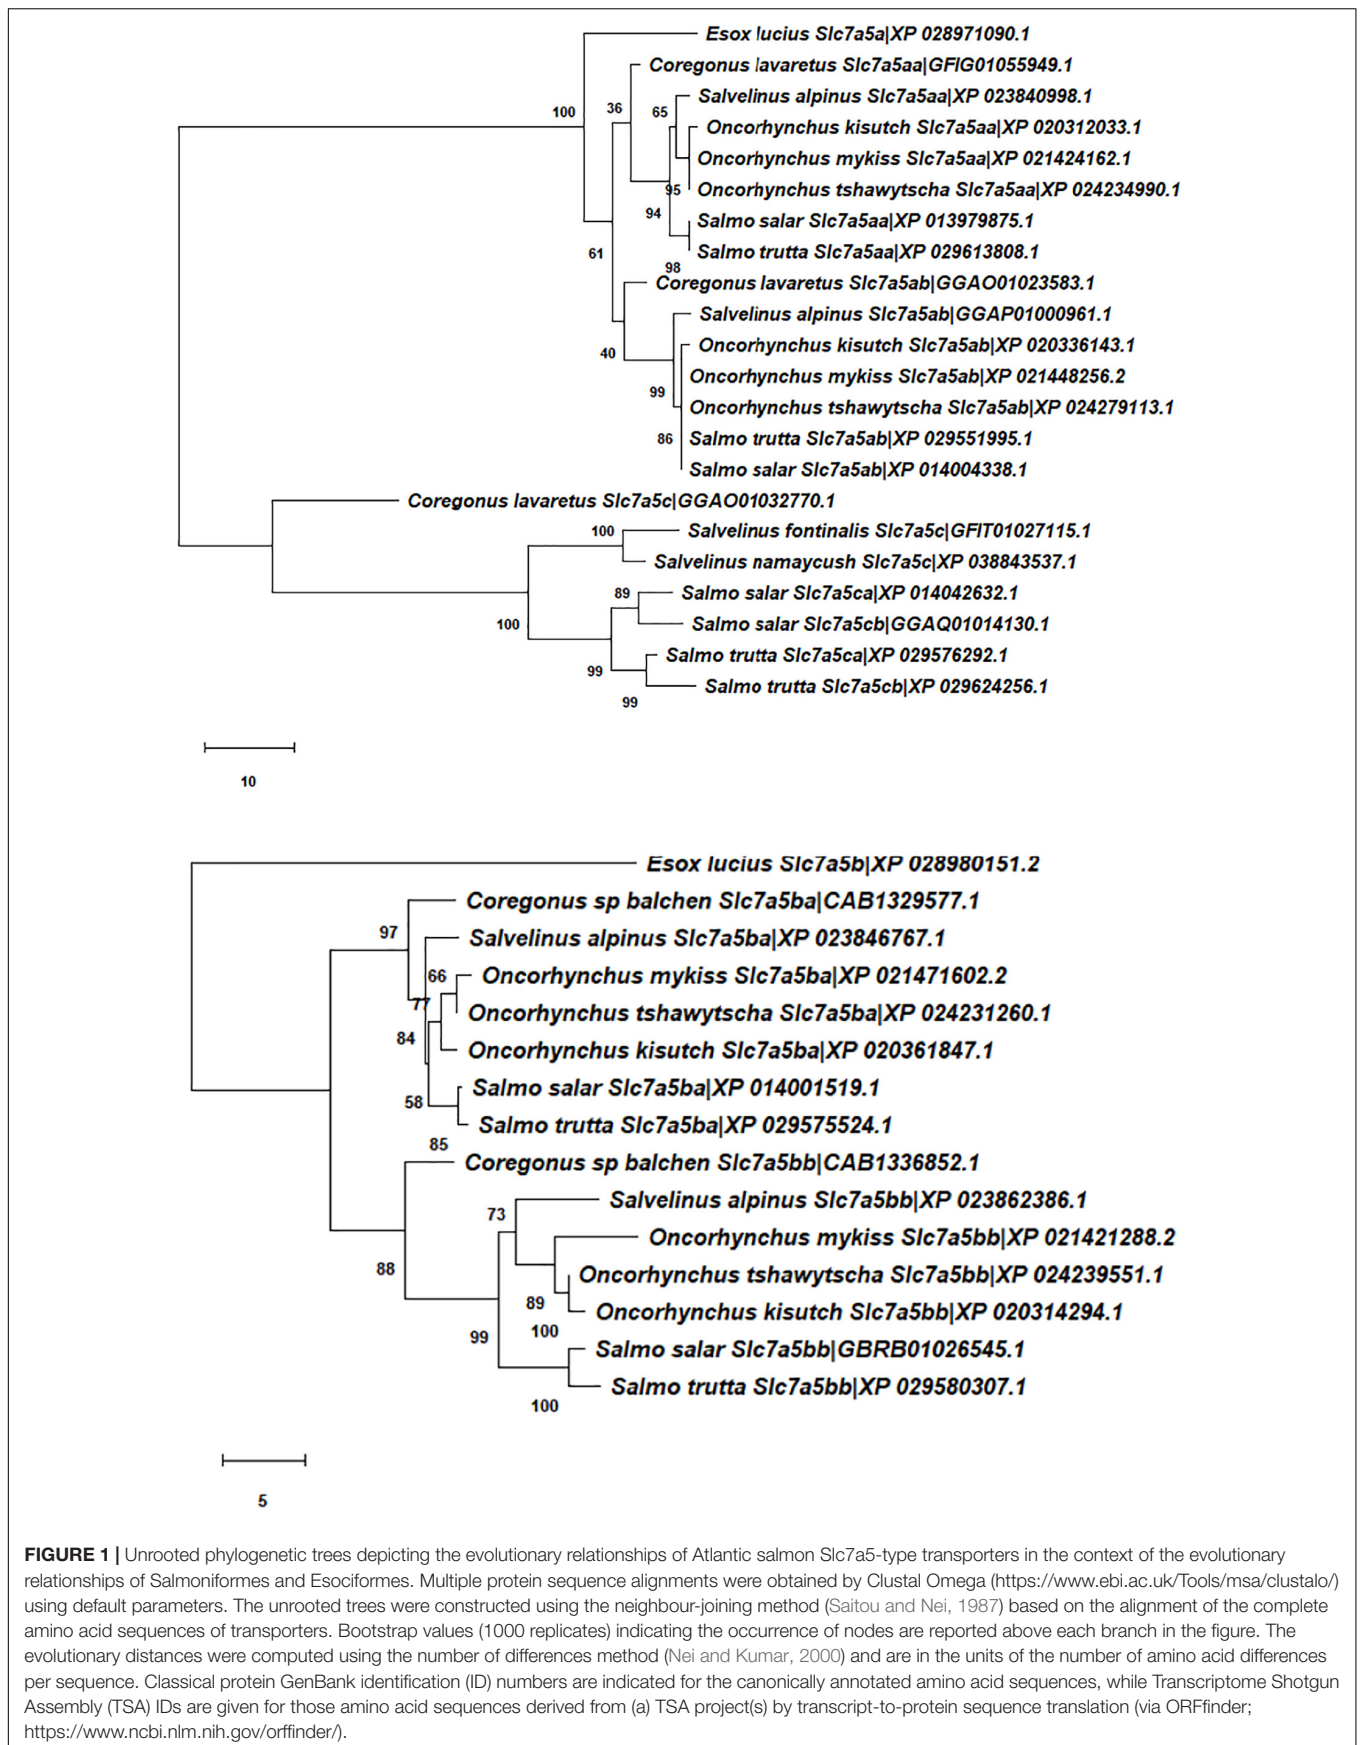 Esox lucius Slc7a5a|XP 028971090.1
Coregonus lavaretus Slc7a5aa|GFIG01055949.1
100
36
65
Salvelinus alpinus Slc7a5aa|XP 023840998.1
Oncorhynchus kisutch Slc7a5aa|XP 020312033.1
Oncorhynchus mykiss Slc7a5aa|XP 021424162.1
95
Oncorhynchus tshawytscha Slc7a5aa|XP 024234990.1
94
Salmo salar Slc7a5aa|XP 013979875.1
61
Salmo trutta Slc7a5aa|XP 029613808.1
98
Coregonus lavaretus Slc7a5ab|GGAO01023583.1
Salvelinus alpinus Slc7a5ab|GGAP01000961.1
40
Oncorhynchus kisutch Slc7a5ab|XP 020336143.1
Oncorhynchus mykiss Slc7a5ab|XP 021448256.2
99
Oncorhynchus tshawytscha Slc7a5ab|XP 024279113.1
86
Salmo trutta Slc7a5ab|XP 029551995.1
Salmo salar Slc7a5ab|XP 014004338.1
Coregonus lavaretus Slc7a5c|GGAO01032770.1
100
Salvelinus fontinalis Slc7a5c|GFIT01027115.1
Salvelinus namaycush Slc7a5c|XP 038843537.1
89
Salmo salar Slc7a5ca|XP 014042632.1
100
Salmo salar Slc7a5cb|GGAQ01014130.1
Salmo trutta Slc7a5ca|XP 029576292.1
99
Salmo trutta Slc7a5cb|XP 029624256.1
99
10
Esox lucius Slc7a5b|XP 028980151.2
Coregonus sp balchen Slc7a5ba|CAB1329577.1
97
Salvelinus alpinus Slc7a5ba|XP 023846767.1
66
Oncorhynchus mykiss Slc7a5ba|XP 021471602.2
77
Oncorhynchus tshawytscha Slc7a5ba|XP 024231260.1
84
Oncorhynchus kisutch Slc7a5ba|XP 020361847.1
Salmo salar Slc7a5ba|XP 014001519.1
58
Salmo trutta Slc7a5ba|XP 029575524.1
85
Coregonus sp balchen Slc7a5bb|CAB1336852.1
Salvelinus alpinus Slc7a5bb|XP 023862386.1
73
Oncorhynchus mykiss Slc7a5bb|XP 021421288.2
88
Oncorhynchus tshawytscha Slc7a5bb|XP 024239551.1
89
Oncorhynchus kisutch Slc7a5bb|XP 020314294.1
100
99
Salmo salar Slc7a5bb|GBRB01026545.1
Salmo trutta Slc7a5bb|XP 029580307.1
100
5
FIGURE 1 | Unrooted phylogenetic trees depicting the evolutionary relationships of Atlantic salmon Slc7a5-type transporters in the context of the evolutionary
relationships of Salmoniformes and Esociformes. Multiple protein sequence alignments were obtained by Clustal Omega (https://www.ebi.ac.uk/Tools/msa/clustalo/)
using default parameters. The unrooted trees were constructed using the neighbour-joining method (Saitou and Nei, 1987) based on the alignment of the complete
amino acid sequences of transporters. Bootstrap values (1000 replicates) indicating the occurrence of nodes are reported above each branch in the figure. The
evolutionary distances were computed using the number of differences method (Nei and Kumar, 2000) and are in the units of the number of amino acid differences
per sequence. Classical protein GenBank identification (ID) numbers are indicated for the canonically annotated amino acid sequences, while Transcriptome Shotgun
Assembly (TSA) IDs are given for those amino acid sequences derived from (a) TSA project(s) by transcript-to-protein sequence translation (via ORFfinder;
https://www.ncbi.nlm.nih.gov/orffinder/).